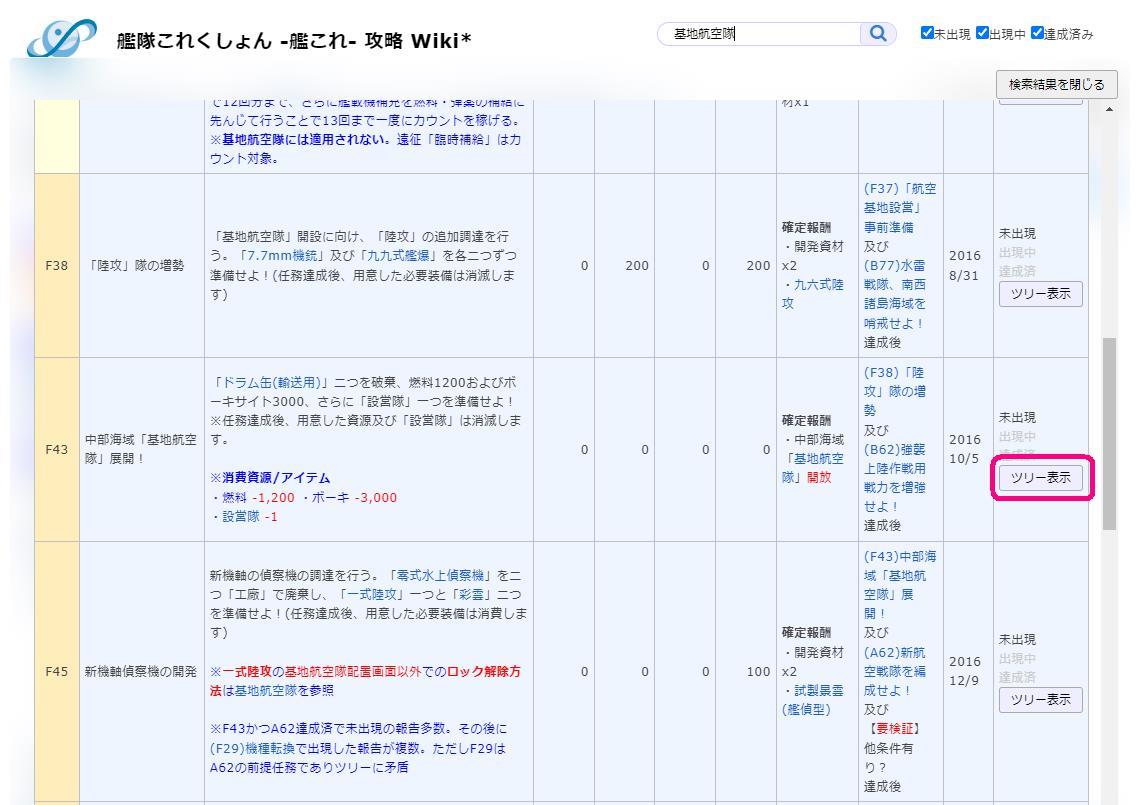 艦隊これくしょん -艦これ- 攻略 Wiki*
基地航空隊
未出現 出現中 達成済み
検索結果を閉じる
で12回分まで、さらに艦載機補充を燃料・弾薬の補給に
先んじて行うことで13回まで一度にカウントを稼げる。
※基地航空隊には適用されない。遠征「臨時補給」はカ
ウント対象。
材x1
F38
「陸攻」隊の増勢
「基地航空隊」開設に向け、「陸攻」の追加調達を行
う。「7.7mm機銃」及び「九九式艦爆」を各二つずつ
準備せよ！(任務達成後、用意した必要装備は消滅しま
す)
0
200
0
200
確定報酬
・開発資材
x2
・九六式陸
攻
(F37)「航空
基地設営」
事前準備
及び
(B77)水雷
戦隊、南西
諸島海域を
哨戒せよ！
達成後
2016
8/31
未出現
出現中
達成済
ツリー表示
F43
中部海域「基地航空
隊」展開！
「ドラム缶(輸送用)」二つを破棄、燃料1200およびボ
ーキサイト3000、さらに「設営隊」一つを準備せよ！
※任務達成後、用意した資源及び「設営隊」は消滅しま
す。
※消費資源/アイテム
・燃料 -1,200 ・ボーキ -3,000
・設営隊 -1
0
0
0
0
確定報酬
・中部海域
「基地航空
隊」開放
(F38)「陸
攻」隊の増
勢
及び
(B62)強襲
上陸作戦用
戦力を増強
せよ！
達成後
2016
10/5
未出現
出現中
達成済
ツリー表示
F45
新機軸偵察機の開発
新機軸の偵察機の調達を行う。「零式水上偵察機」を二
つ「工廠」で廃棄し、「一式陸攻」一つと「彩雲」二つ
を準備せよ！(任務達成後、用意した必要装備は消費しま
す)
※一式陸攻の基地航空隊配置画面以外でのロック解除方
法は基地航空隊を参照
※F43かつA62達成済で未出現の報告多数。その後に
(F29)機種転換で出現した報告が複数。ただしF29は
A62の前提任務でありツリーに矛盾
0
0
0
100
確定報酬
・開発資材
x2
・試製景雲
(艦偵型)
(F43)中部海
域「基地航
空隊」展
開！
及び
(A62)新航
空戦隊を編
成せよ！
及び
【要検証】
他条件有
り？
達成後
2016
12/9
未出現
出現中
達成済
ツリー表示